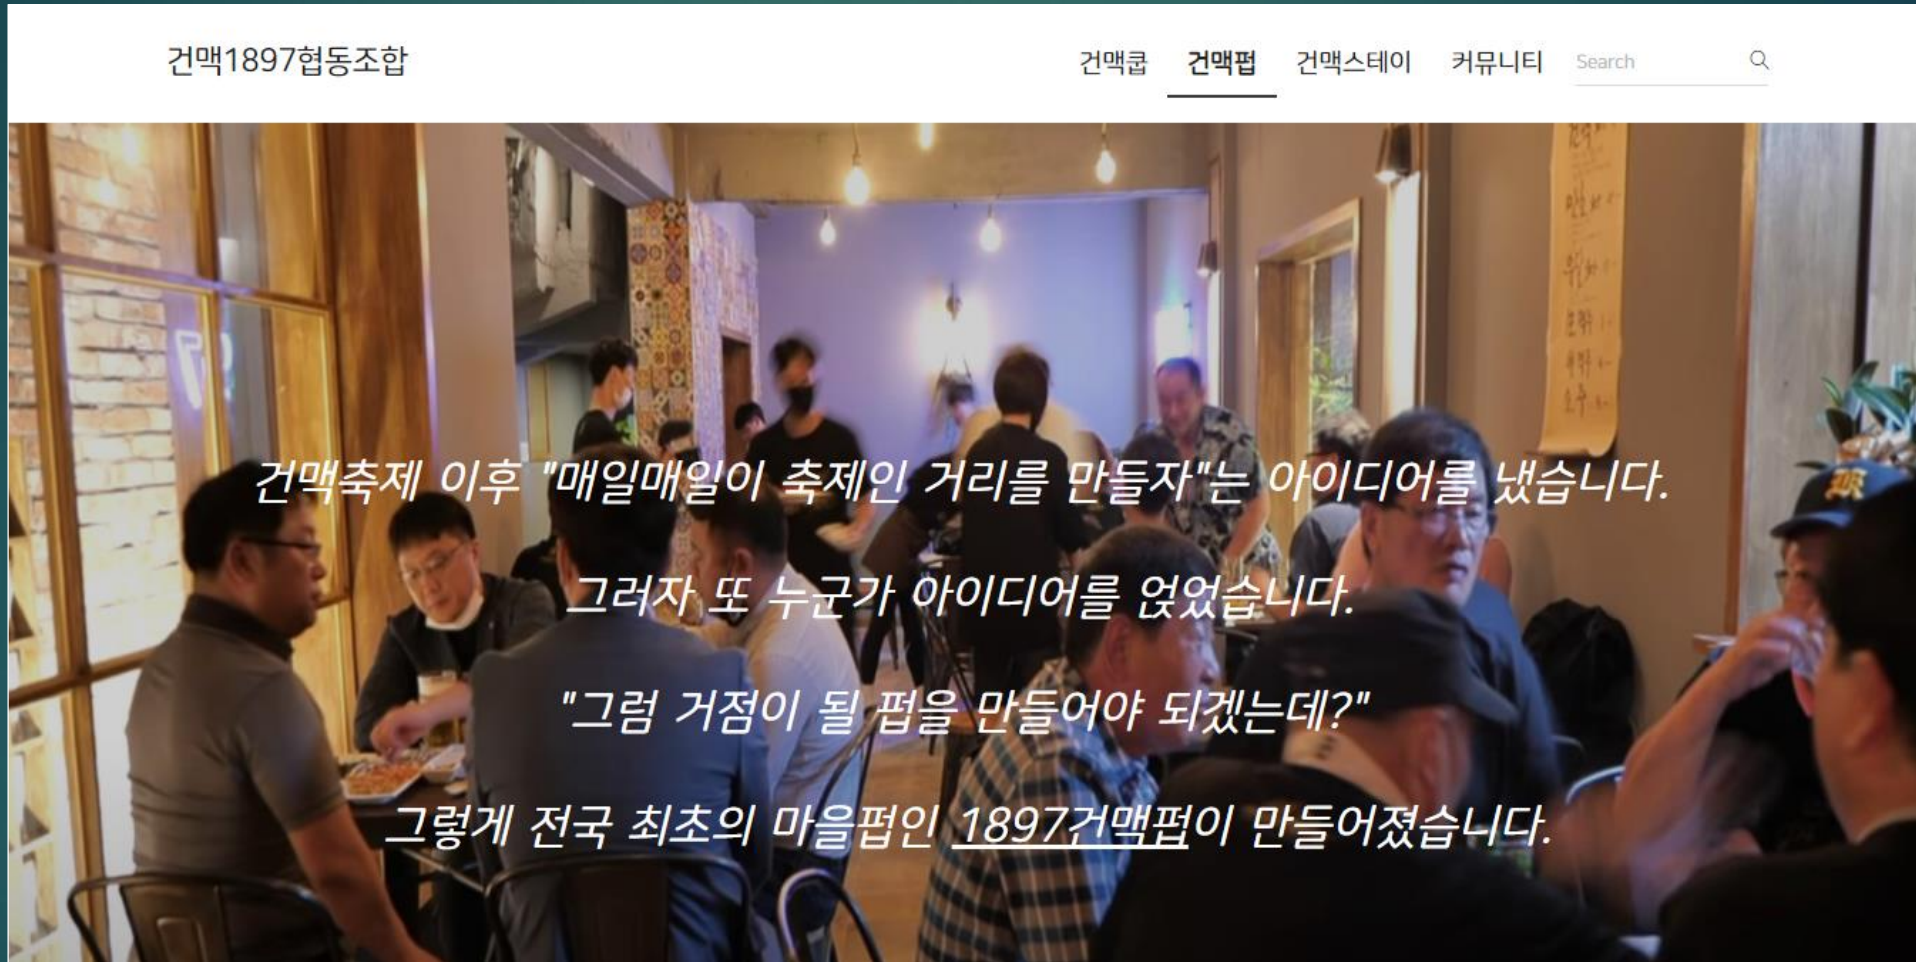 건맥1897협동조합
건맥쿱 건맥펍 건맥스테이 커뮤니티 Search
건맥축제 이후 "매일매일이 축제인 거리를 만들자"는 아이디어를 냈습니다.
그러자 또 누군가 아이디어를 얹었습니다.
"그럼 거점이 될 펍을 만들어야 되겠는데?"
그렇게 전국 최초의 마을펍인 1897건맥펍이 만들어졌습니다.